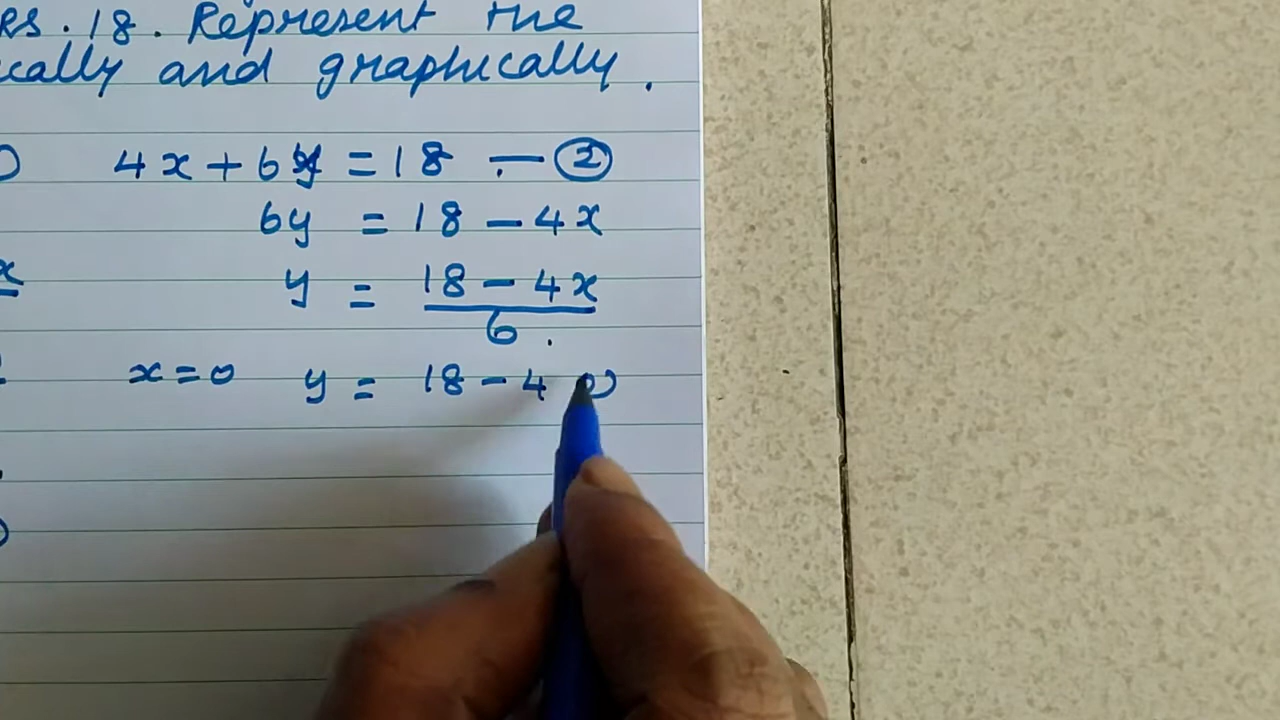 Rs. 18. Represent the
ically and graphically.
4x + 6y = 18 — ②
6y = 18 - 4x
x
y = 18 - 4x
6
x=0 y = 18 - 4